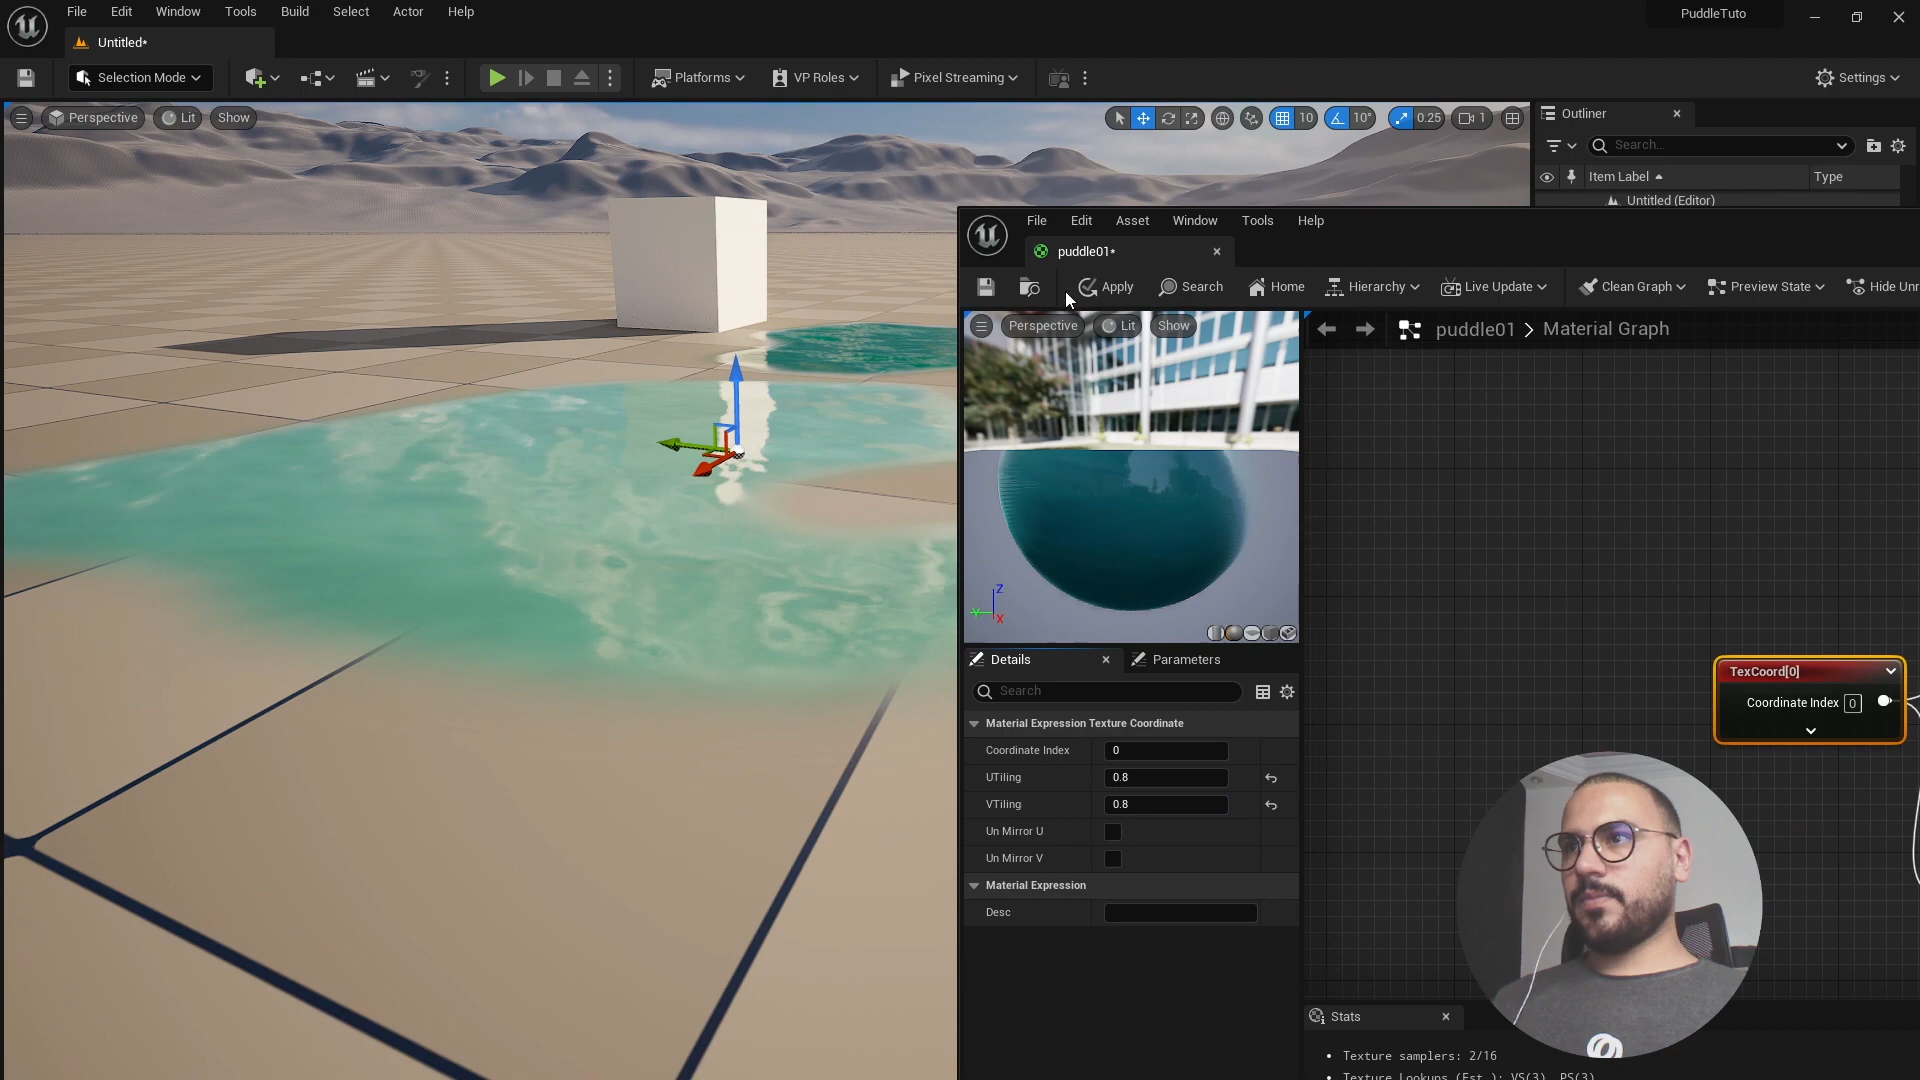 File Edit Window Tools Build Select Actor Help
PuddleTuto
Untitled*
Selection Mode
Platforms
VP Roles
Pixel Streaming
Settings
Perspective
Lit
Show
10
10°
0.25
1
Outliner
Search...
Item Label
Type
Untitled (Editor)
File Edit Asset Window Tools Help
puddle01*
Apply
Search
Home
Hierarchy
Live Update
Clean Graph
Preview State
Hide Unr
Perspective
Lit
Show
puddle01 > Material Graph
Z
Y
X
TexCoord[0]
Coordinate Index 0
Details
Parameters
Search
Material Expression Texture Coordinate
Coordinate Index 0
UTiling 0.8
VTiling 0.8
Un Mirror U
Un Mirror V
Material Expression
Desc
Stats
• Texture samplers: 2/16
• Texture Lookups (Est.): VS(3), PS(3)